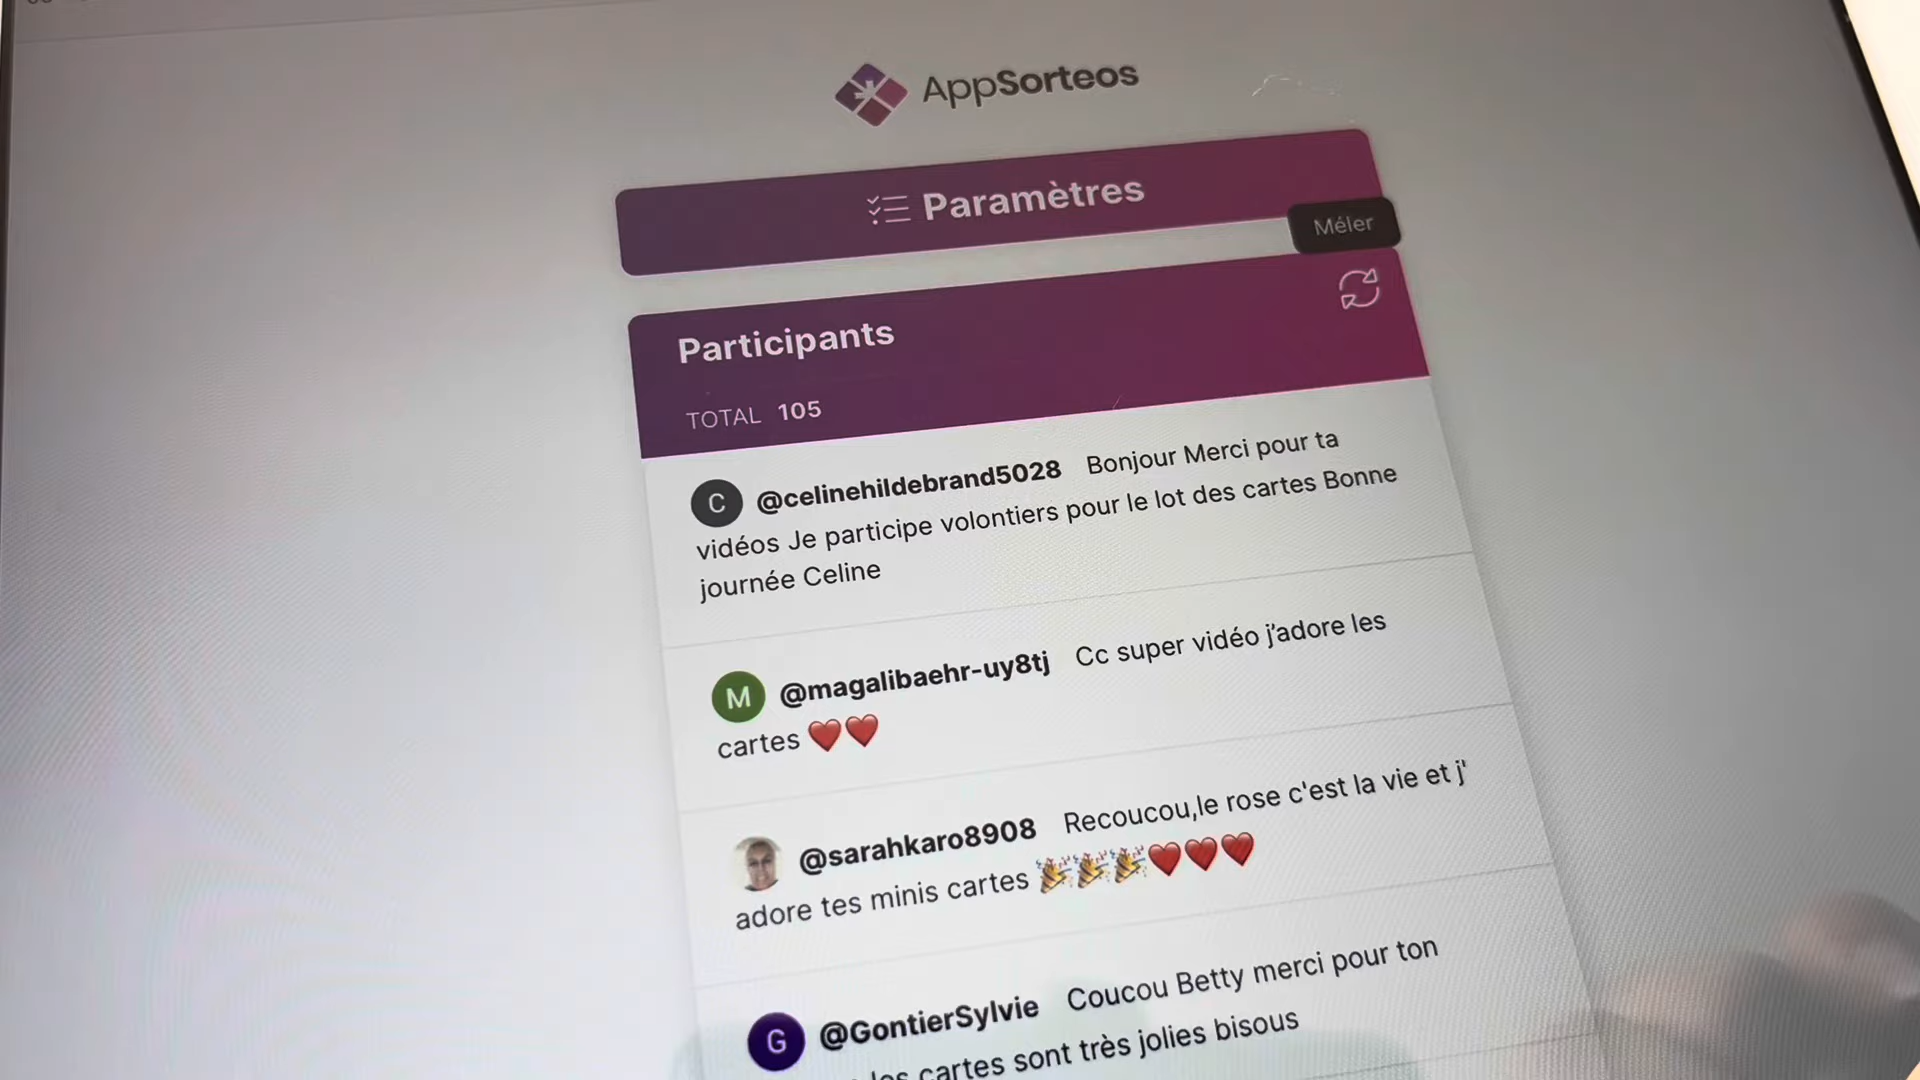 AppSorteos
Paramètres
Méler
Participants
TOTAL 105
C @celinehildebrand5028 Bonjour Merci pour ta
vidéos Je participe volontiers pour le lot des cartes Bonne
journée Celine
M @magalibaehr-uy8tj Cc super vidéo j'adore les
cartes ❤️❤️
@sarahkaro8908 Recoucou,le rose c'est la vie et j'
adore tes minis cartes 🎉🎉🎉❤️❤️❤️
G @GontierSylvie Coucou Betty merci pour ton
les cartes sont très jolies bisous